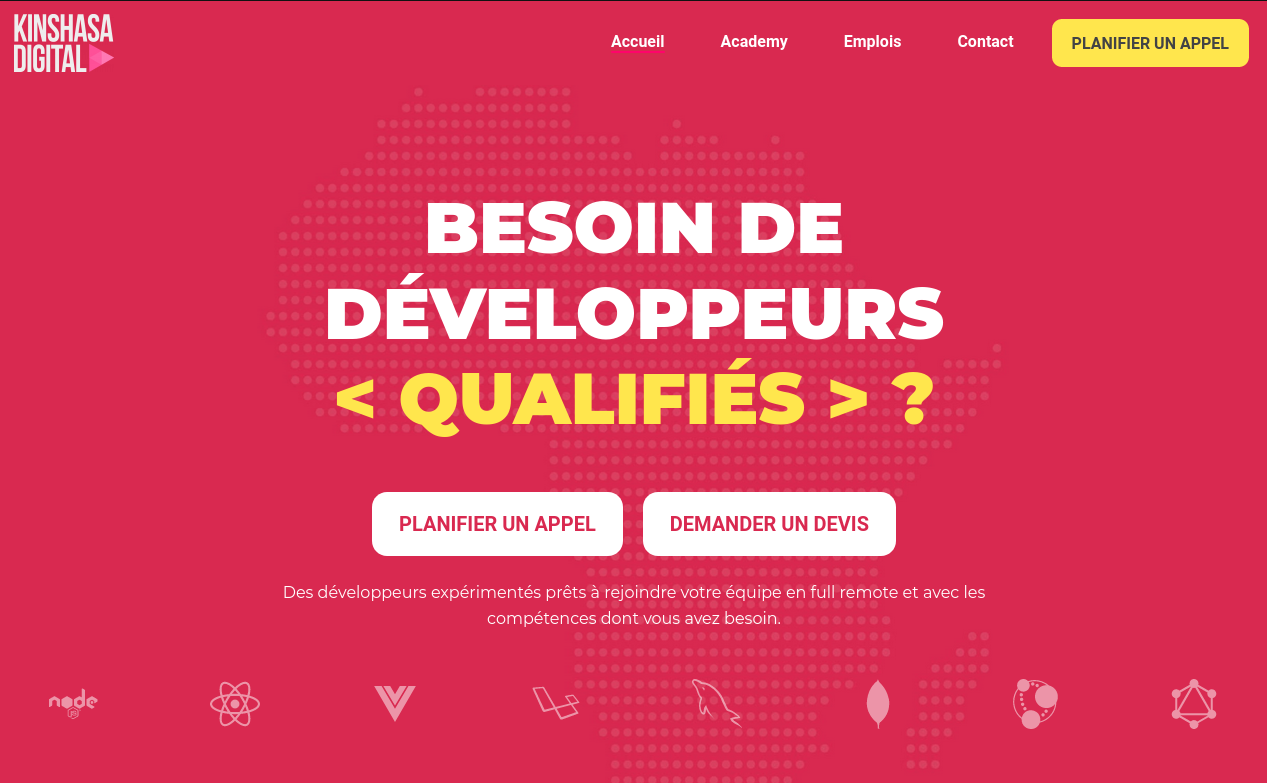 KINSHASA
DIGITAL
Accueil
Academy
Emplois
Contact
PLANIFIER UN APPEL
BESOIN DE
DÉVELOPPEURS
< QUALIFIÉS > ?
PLANIFIER UN APPEL
DEMANDER UN DEVIS
Des développeurs expérimentés prêts à rejoindre votre équipe en full remote et avec les
compétences dont vous avez besoin.
node
JS